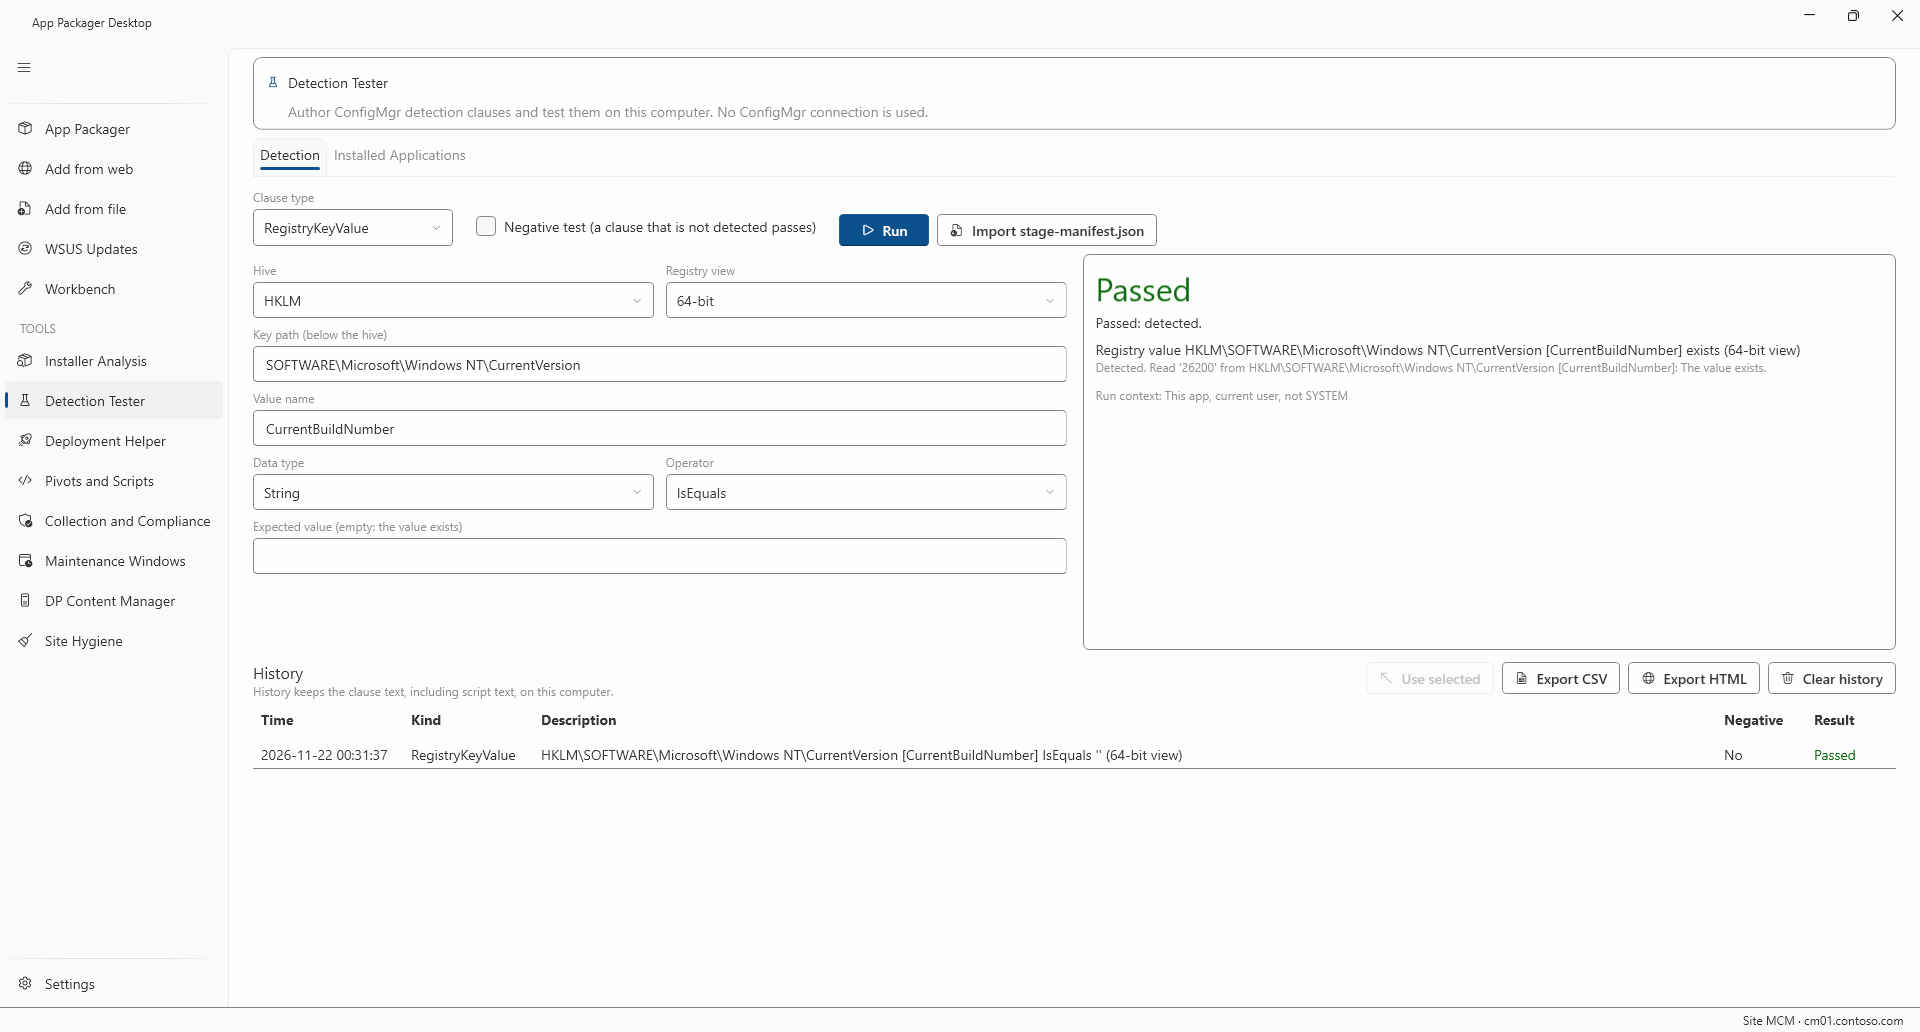 App Packager Desktop
App Packager
Add from web
Add from file
WSUS Updates
Workbench
TOOLS
Installer Analysis
Detection Tester
Deployment Helper
Pivots and Scripts
Collection and Compliance
Maintenance Windows
DP Content Manager
Site Hygiene
Settings
Detection Tester
Author ConfigMgr detection clauses and test them on this computer. No ConfigMgr connection is used.
Detection Installed Applications
Clause type
RegistryKeyValue Negative test (a clause that is not detected passes) Run Import stage-manifest.json
Hive Registry view
HKLM 64-bit
Key path (below the hive)
SOFTWARE\Microsoft\Windows NT\CurrentVersion
Value name
CurrentBuildNumber
Data type Operator
String IsEquals
Expected value (empty: the value exists)
Passed
Passed: detected.
Registry value HKLM\SOFTWARE\Microsoft\Windows NT\CurrentVersion [CurrentBuildNumber] exists (64-bit view)
Detected. Read '26200' from HKLM\SOFTWARE\Microsoft\Windows NT\CurrentVersion [CurrentBuildNumber]: The value exists.
Run context: This app, current user, not SYSTEM
History
History keeps the clause text, including script text, on this computer.
Use selected Export CSV Export HTML Clear history
Time Kind Description Negative Result
2026-11-22 00:31:37 RegistryKeyValue HKLM\SOFTWARE\Microsoft\Windows NT\CurrentVersion [CurrentBuildNumber] IsEquals '' (64-bit view) No Passed
Site MCM · cm01.contoso.com